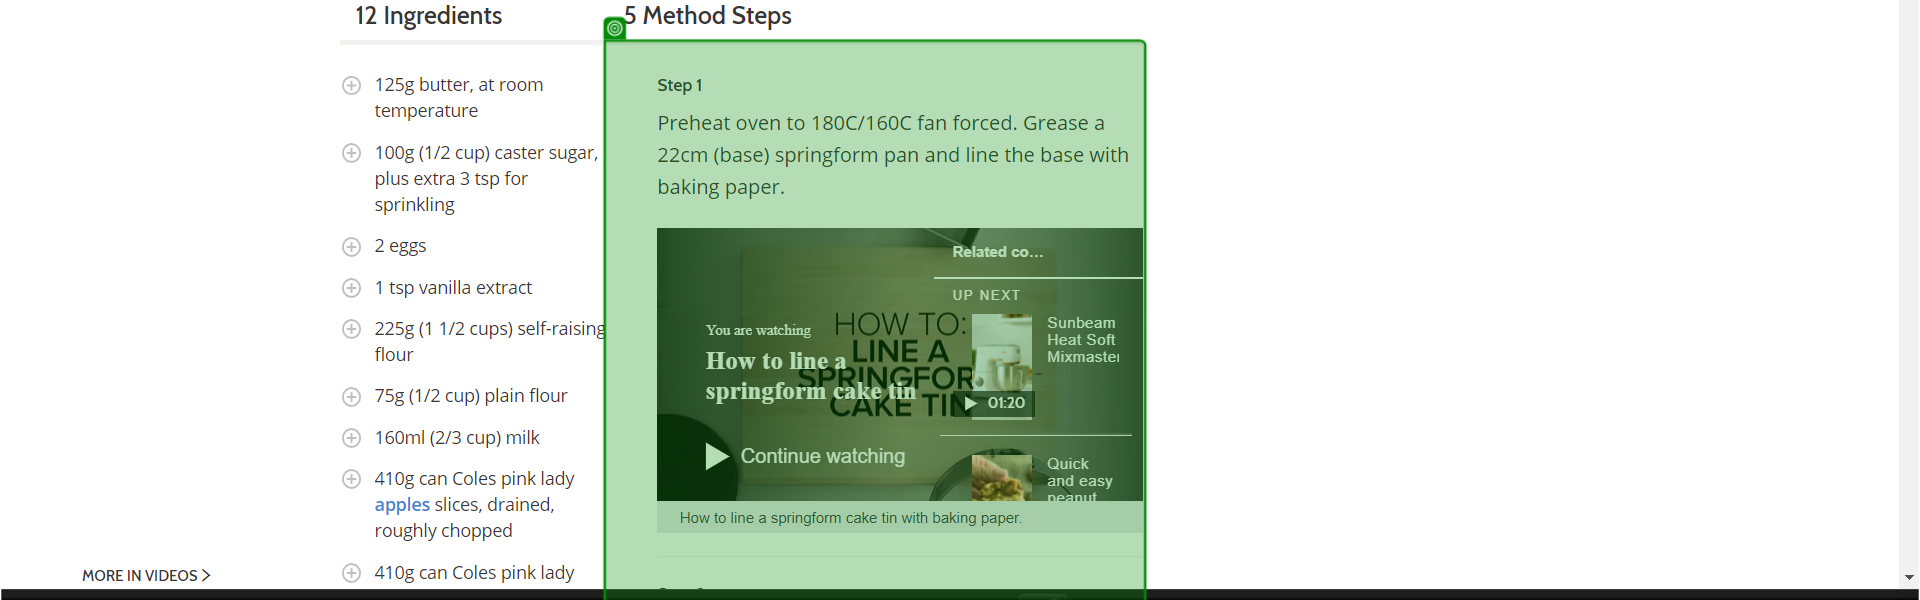 12 Ingredients
5 Method Steps
125g butter, at room
temperature
100g (1/2 cup) caster sugar,
plus extra 3 tsp for
sprinkling
2 eggs
1 tsp vanilla extract
225g (1 1/2 cups) self-raising
flour
75g (1/2 cup) plain flour
160ml (2/3 cup) milk
410g can Coles pink lady
apples slices, drained,
roughly chopped
410g can Coles pink lady
Step 1
Preheat oven to 180C/160C fan forced. Grease a
22cm (base) springform pan and line the base with
baking paper.
Related co...
UP NEXT
You are watching
How to line a
springform cake tin
HOW TO:
LINE A
SPRINGFOR
CAKE TIN
Sunbeam
Heat Soft
Mixmaster
01:20
Continue watching
Quick
and easy
peanut
How to line a springform cake tin with baking paper.
MORE IN VIDEOS